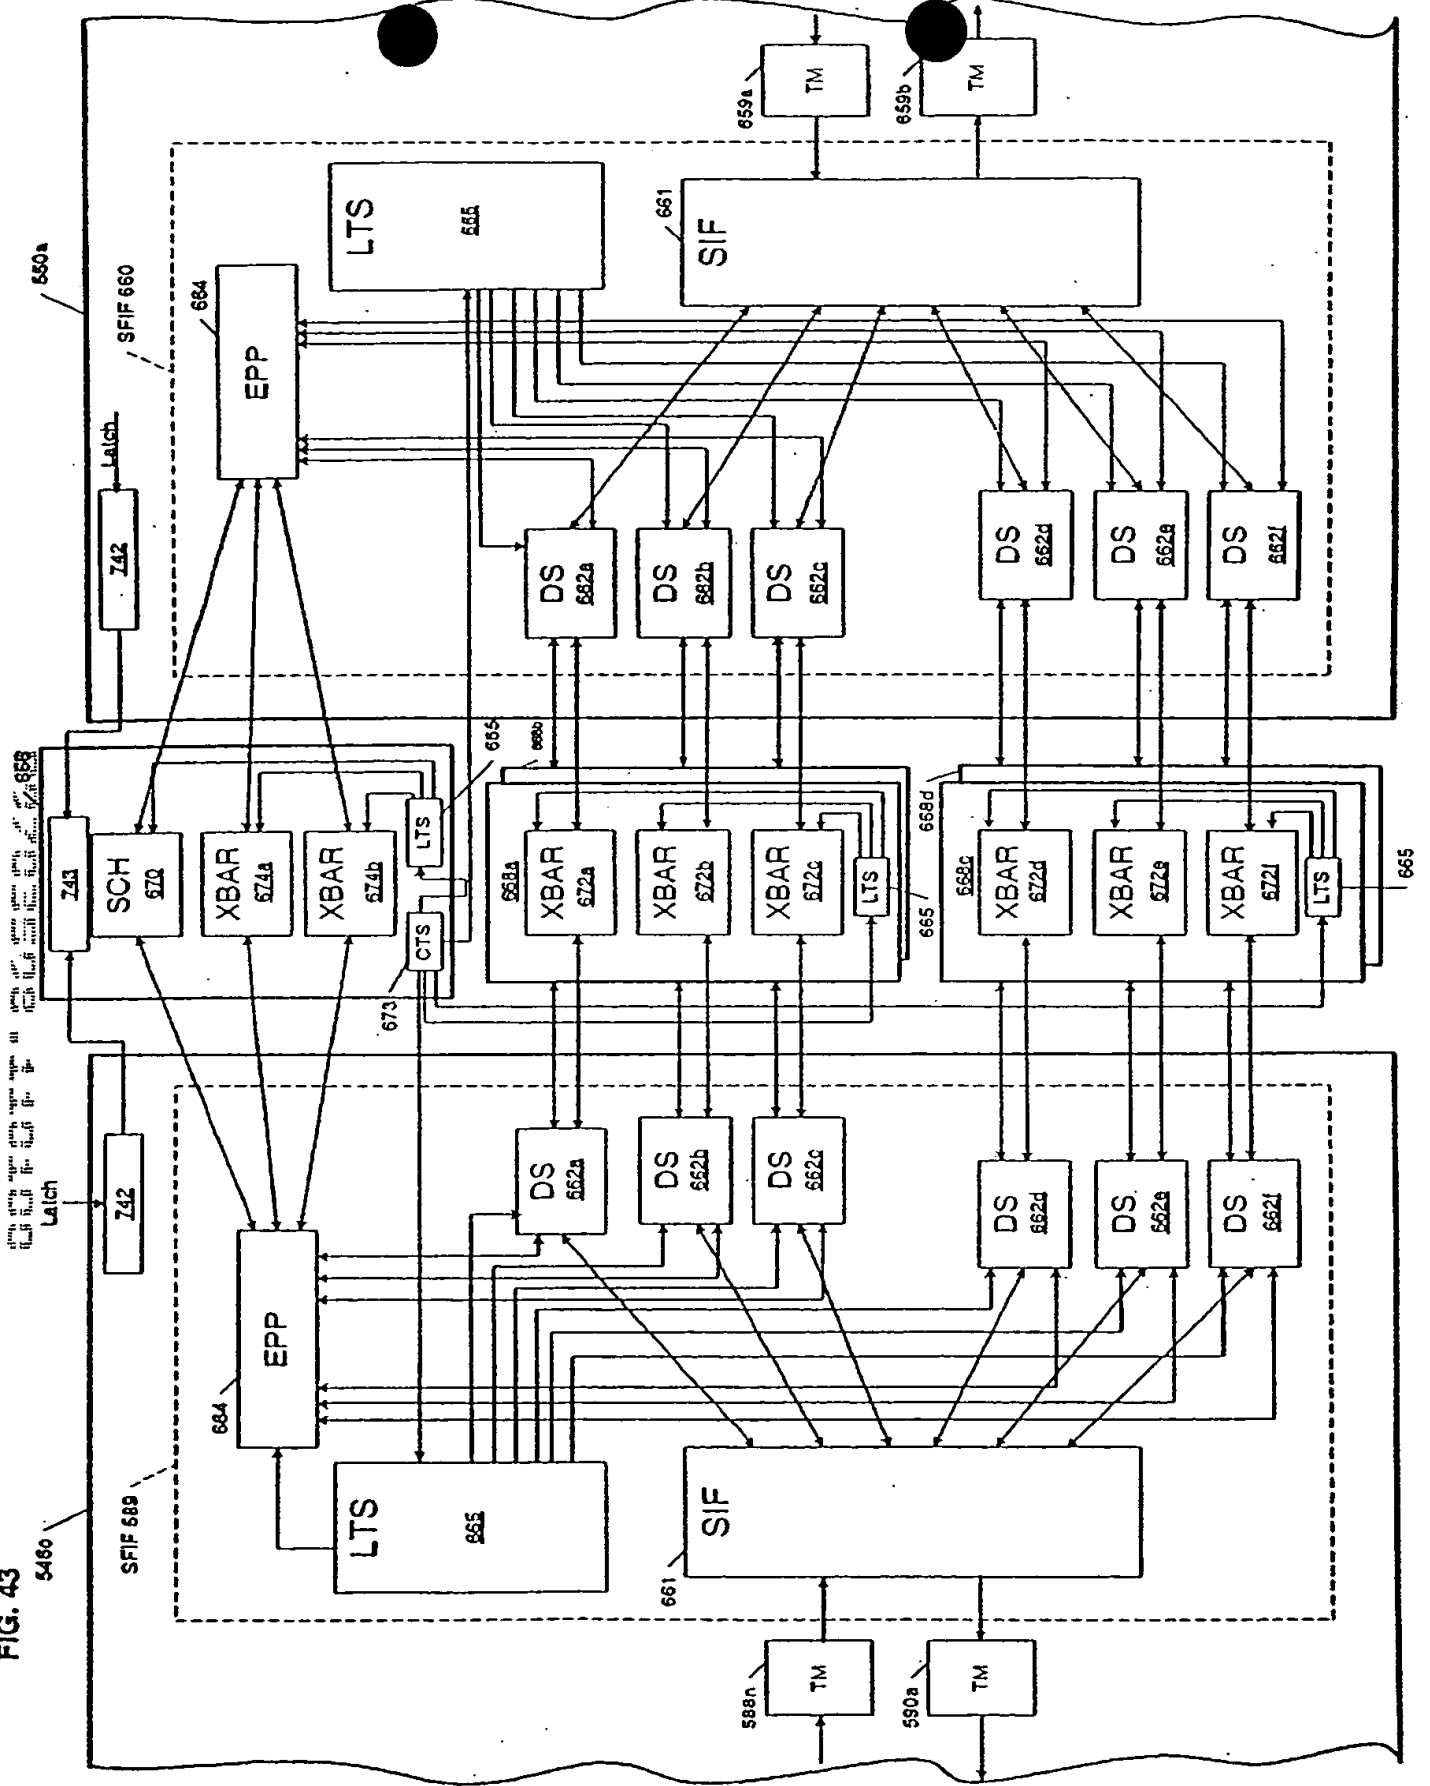 FIG. 43
546c
SFIF 589
Latch
742
743
Latch
742
SFIF 660
550a
664
EPP
SCH
670
XBAR
674a
XBAR
674b
CTS
673
LTS
665
664
EPP
LTS
665
LTS
665
DS
662a
DS
662b
DS
662c
668a
668b
XBAR
672a
XBAR
672b
XBAR
672c
LTS
665
DS
662a
DS
662b
DS
662c
588n
TM
590a
TM
661
SIF
661
SIF
659a
TM
659b
TM
DS
662d
DS
662e
DS
662f
668c
668d
XBAR
672d
XBAR
672e
XBAR
672f
LTS
665
DS
662d
DS
662e
DS
662f